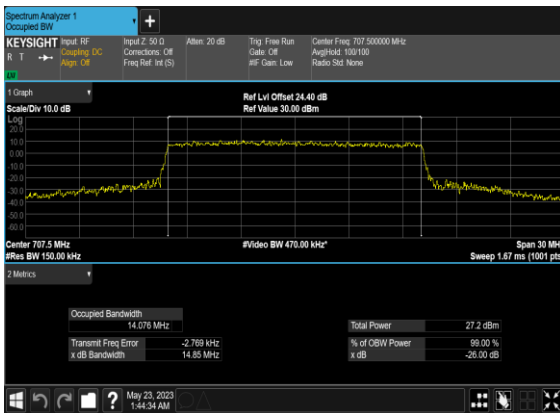 Spectrum Analyzer 1
Occupied BW
+
KEYSIGHT Input: RF Input Z: 50 Ω Atten: 20 dB Trig: Free Run Center Freq: 707.500000 MHz
R T Coupling: DC Corrections: Off Gate: Off Avg|Hold: 100/100
Align: Off Freq Ref: Int (S) #IF Gain: Low Radio Std: None
LV
1 Graph
Scale/Div 10.0 dB Ref Lvl Offset 24.40 dB
Ref Value 30.00 dBm
Log
20.0
10.0
0.00
-10.0
-20.0
-30.0
-40.0
-50.0
-60.0
Center 707.5 MHz #Video BW 470.00 kHz* Span 30 MH
#Res BW 150.00 kHz Sweep 1.67 ms (1001 pts
2 Metrics
Occupied Bandwidth
14.076 MHz Total Power 27.2 dBm
Transmit Freq Error -2.769 kHz % of OBW Power 99.00 %
x dB Bandwidth 14.85 MHz x dB -26.00 dB
? May 23, 2023
1:44:34 AM